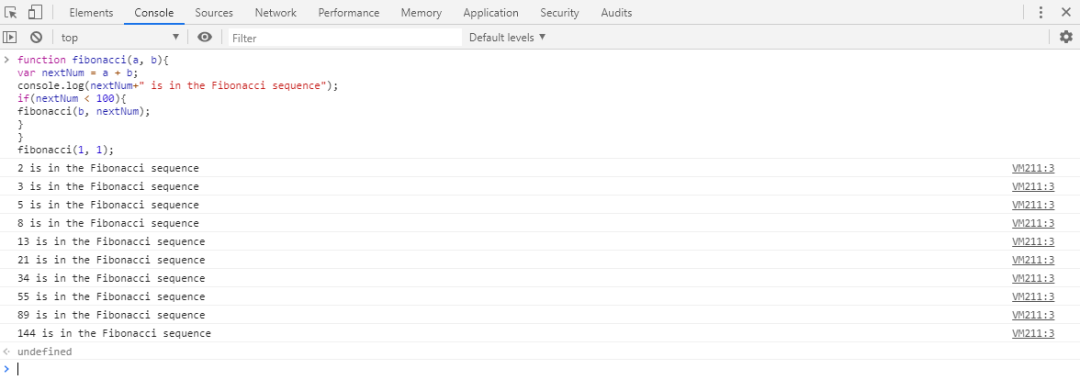 Elements Console Sources Network Performance Memory Application Security Audits
top Filter Default levels
function fibonacci(a, b){
var nextNum = a + b;
console.log(nextNum+" is in the Fibonacci sequence");
if(nextNum < 100){
fibonacci(b, nextNum);
}
}
fibonacci(1, 1);
2 is in the Fibonacci sequence VM211:3
3 is in the Fibonacci sequence VM211:3
5 is in the Fibonacci sequence VM211:3
8 is in the Fibonacci sequence VM211:3
13 is in the Fibonacci sequence VM211:3
21 is in the Fibonacci sequence VM211:3
34 is in the Fibonacci sequence VM211:3
55 is in the Fibonacci sequence VM211:3
89 is in the Fibonacci sequence VM211:3
144 is in the Fibonacci sequence VM211:3
undefined